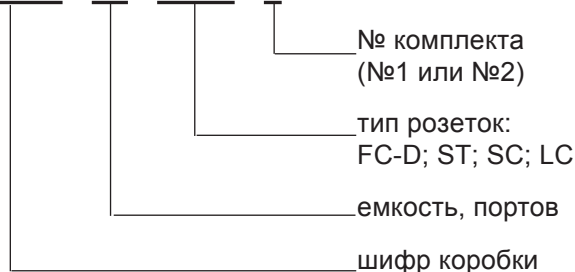 № комплекта
(№1 или №2)
тип розеток:
FC-D; ST; SC; LC
емкость, портов
шифр коробки